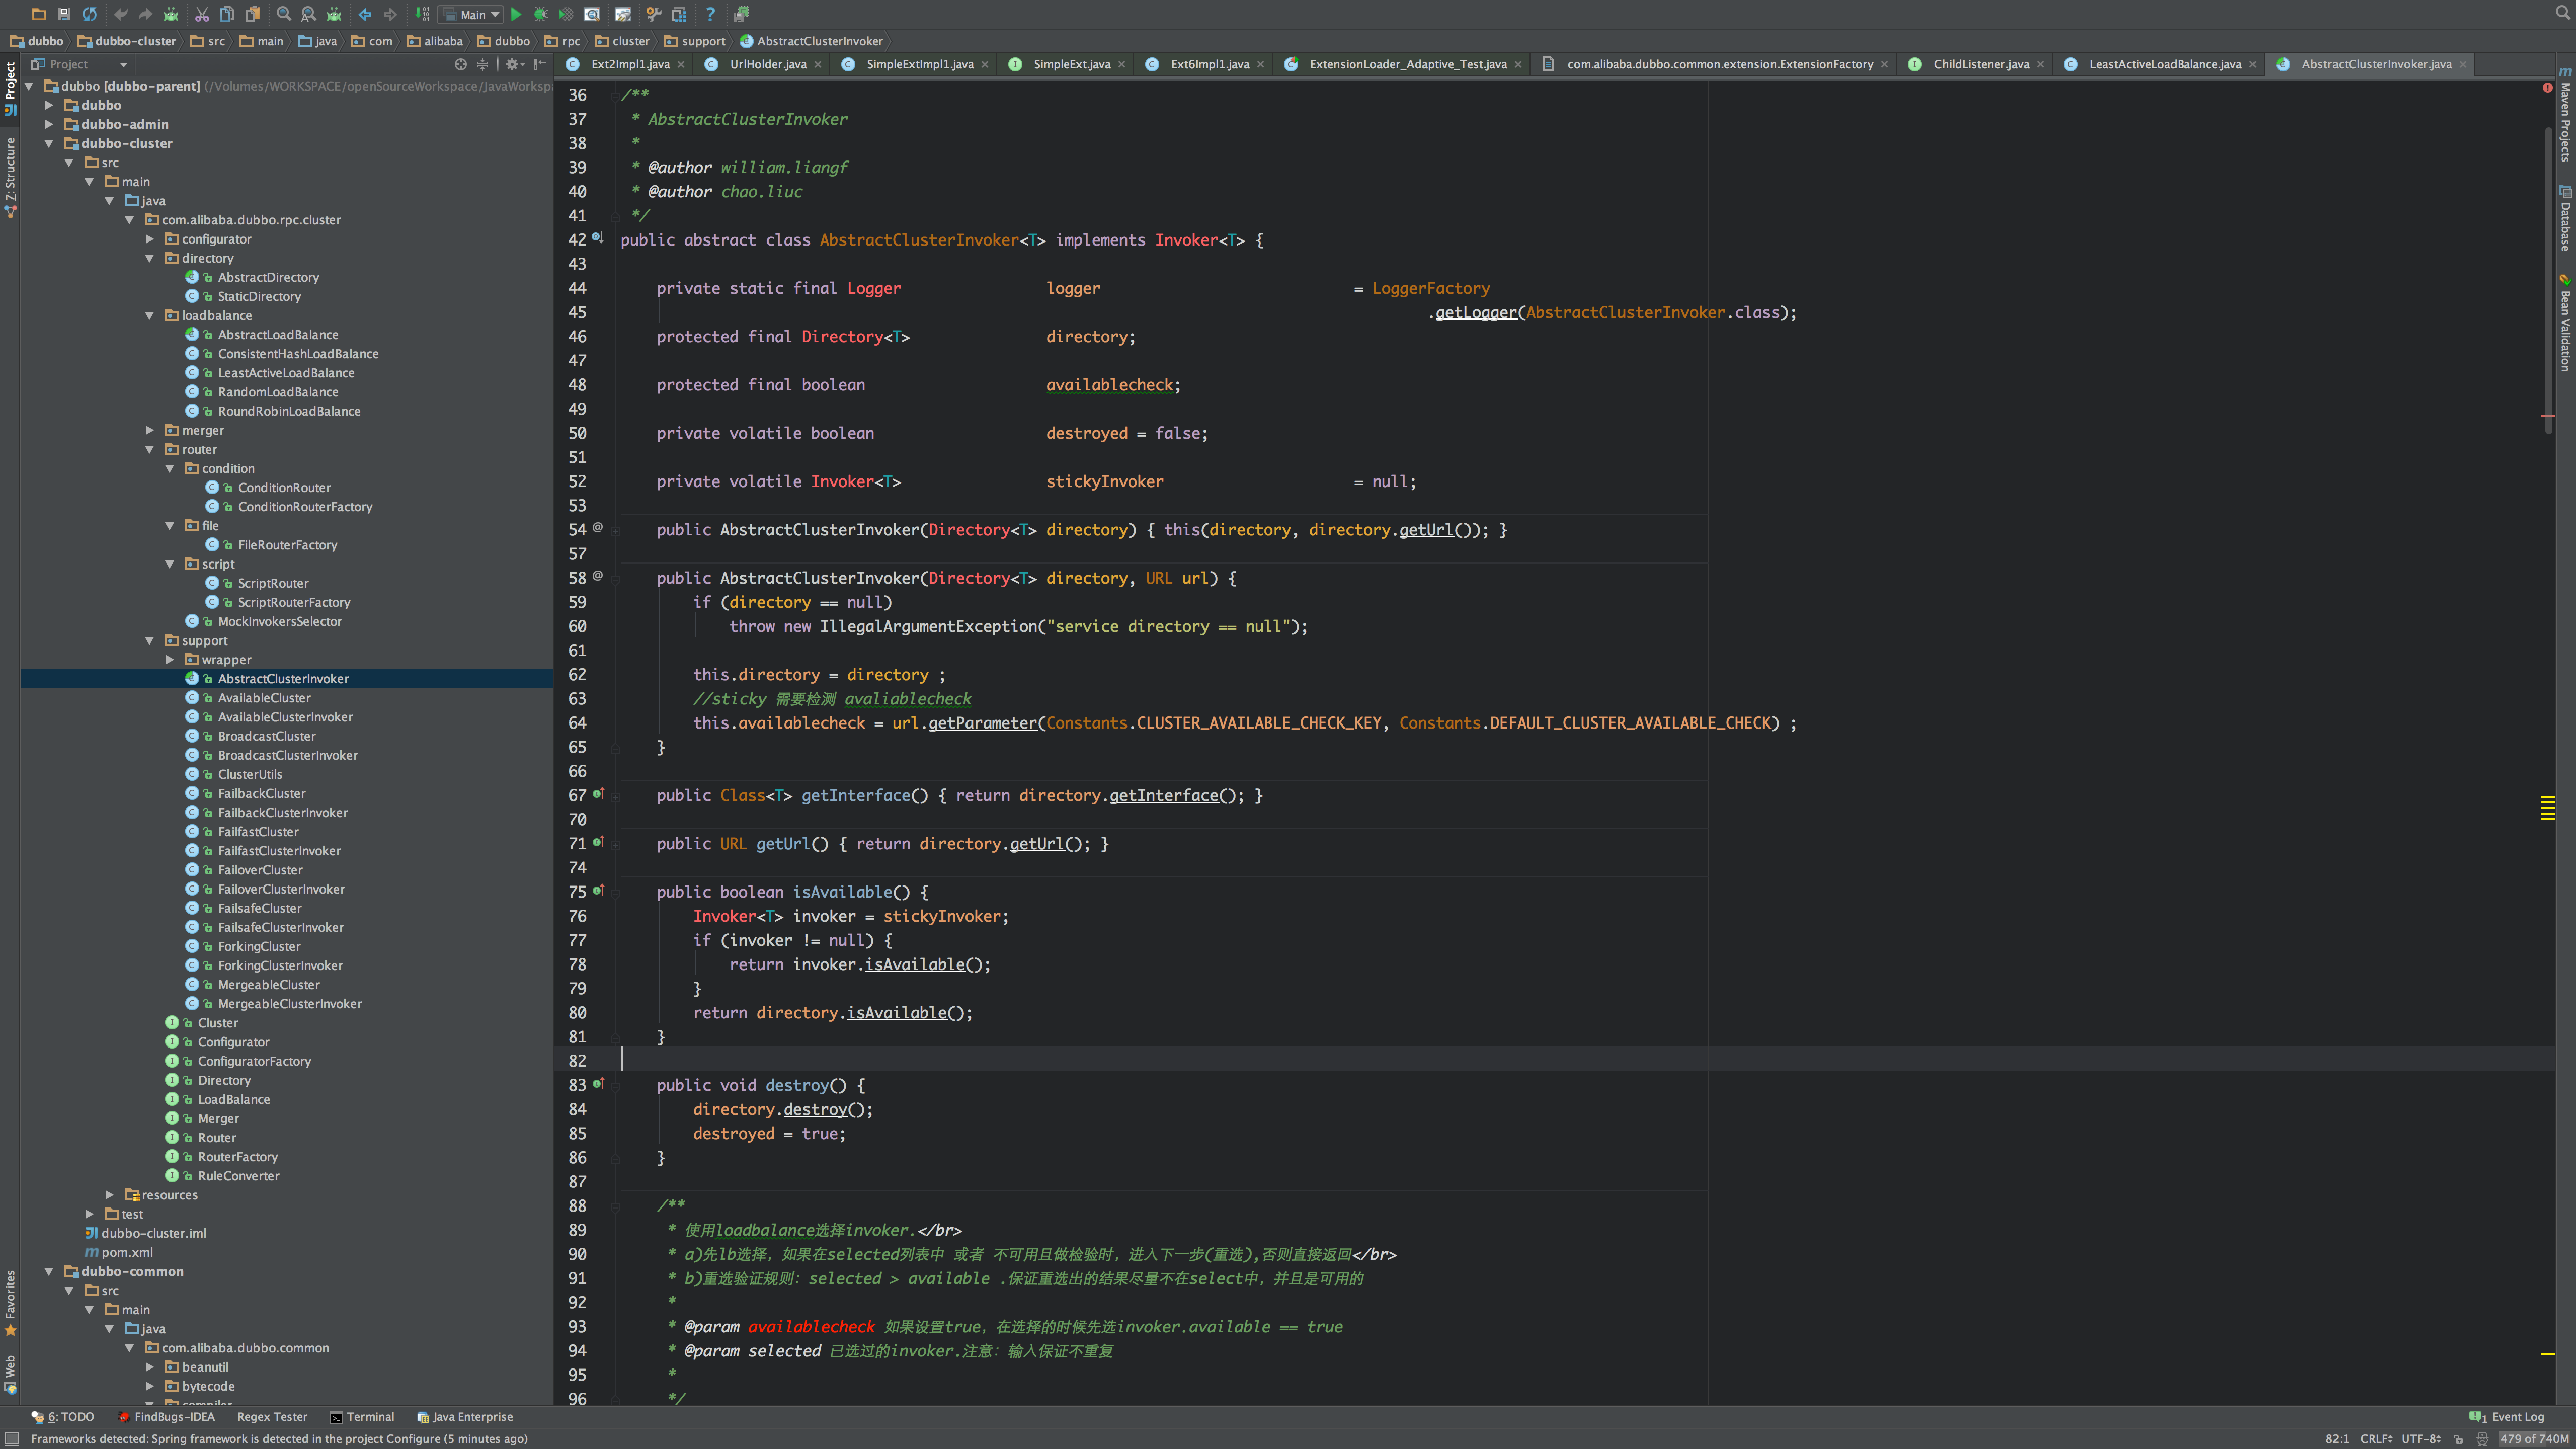 Main
dubbo dubbo-cluster src main java com alibaba dubbo rpc cluster support AbstractClusterInvoker
Project
Ext2Impl1.java UrlHolder.java SimpleExtImpl1.java SimpleExt.java Ext6Impl1.java ExtensionLoader_Adaptive_Test.java com.alibaba.dubbo.common.extension.ExtensionFactory ChildListener.java LeastActiveLoadBalance.java AbstractClusterInvoker.java
Project
Z: Structure
Favorites
Web
dubbo [dubbo-parent] (/Volumes/WORKSPACE/openSourceWorkspace/JavaWorkspa
dubbo
dubbo-admin
dubbo-cluster
src
main
java
com.alibaba.dubbo.rpc.cluster
configurator
directory
AbstractDirectory
StaticDirectory
loadbalance
AbstractLoadBalance
ConsistentHashLoadBalance
LeastActiveLoadBalance
RandomLoadBalance
RoundRobinLoadBalance
merger
router
condition
ConditionRouter
ConditionRouterFactory
file
FileRouterFactory
script
ScriptRouter
ScriptRouterFactory
MockInvokersSelector
support
wrapper
AbstractClusterInvoker
AvailableCluster
AvailableClusterInvoker
BroadcastCluster
BroadcastClusterInvoker
ClusterUtils
FailbackCluster
FailbackClusterInvoker
FailfastCluster
FailfastClusterInvoker
FailoverCluster
FailoverClusterInvoker
FailsafeCluster
FailsafeClusterInvoker
ForkingCluster
ForkingClusterInvoker
MergeableCluster
MergeableClusterInvoker
Cluster
Configurator
ConfiguratorFactory
Directory
LoadBalance
Merger
Router
RouterFactory
RuleConverter
resources
test
dubbo-cluster.iml
pom.xml
dubbo-common
src
main
java
com.alibaba.dubbo.common
beanutil
bytecode
36 /**
37 * AbstractClusterInvoker
38 *
39 * @author william.liangf
40 * @author chao.liuc
41 */
42 public abstract class AbstractClusterInvoker<T> implements Invoker<T> {
43
44 private static final Logger logger = LoggerFactory
45 .getLogger(AbstractClusterInvoker.class);
46 protected final Directory<T> directory;
47
48 protected final boolean availablecheck;
49
50 private volatile boolean destroyed = false;
51
52 private volatile Invoker<T> stickyInvoker = null;
53
54 public AbstractClusterInvoker(Directory<T> directory) { this(directory, directory.getUrl()); }
57
58 public AbstractClusterInvoker(Directory<T> directory, URL url) {
59 if (directory == null)
60 throw new IllegalArgumentException("service directory == null");
61
62 this.directory = directory ;
63 //sticky 需要检测 avaliablecheck
64 this.availablecheck = url.getParameter(Constants.CLUSTER_AVAILABLE_CHECK_KEY, Constants.DEFAULT_CLUSTER_AVAILABLE_CHECK) ;
65 }
66
67 public Class<T> getInterface() { return directory.getInterface(); }
70
71 public URL getUrl() { return directory.getUrl(); }
74
75 public boolean isAvailable() {
76 Invoker<T> invoker = stickyInvoker;
77 if (invoker != null) {
78 return invoker.isAvailable();
79 }
80 return directory.isAvailable();
81 }
82
83 public void destroy() {
84 directory.destroy();
85 destroyed = true;
86 }
87
88 /**
89 * 使用loadbalance选择invoker.</br>
90 * a)先lb选择，如果在selected列表中 或者 不可用且做检验时，进入下一步(重选),否则直接返回</br>
91 * b)重选验证规则：selected > available .保证重选出的结果尽量不在select中，并且是可用的
92 *
93 * @param availablecheck 如果设置true，在选择的时候先选invoker.available == true
94 * @param selected 已选过的invoker.注意：输入保证不重复
95 *
96 */
Maven Projects
Database
Bean Validation
6: TODO FindBugs-IDEA Regex Tester Terminal Java Enterprise
1 Event Log
Frameworks detected: Spring framework is detected in the project Configure (5 minutes ago)
82:1 CRLF UTF-8 479 of 740M